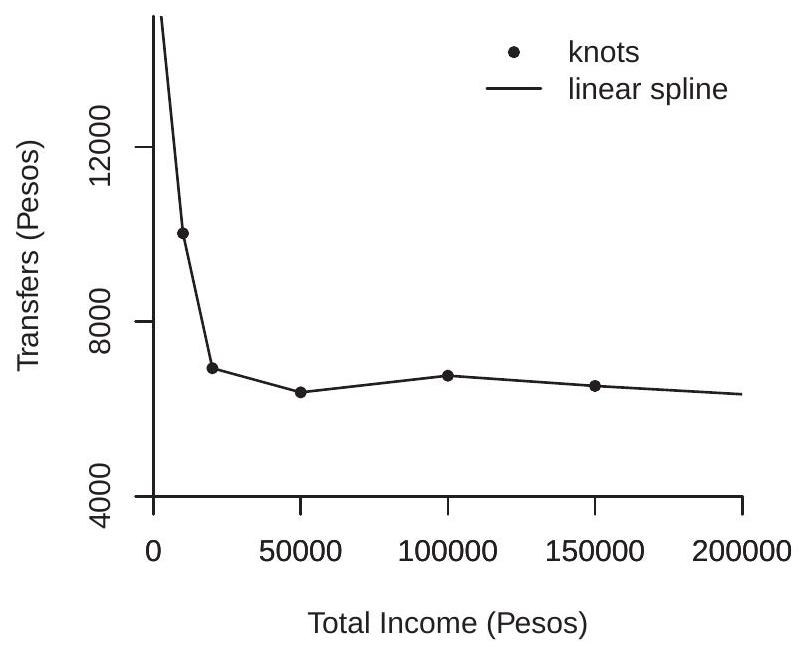 knots
linear spline
Transfers (Pesos)
12000
8000
4000
0 50000 100000 150000 200000
Total Income (Pesos)